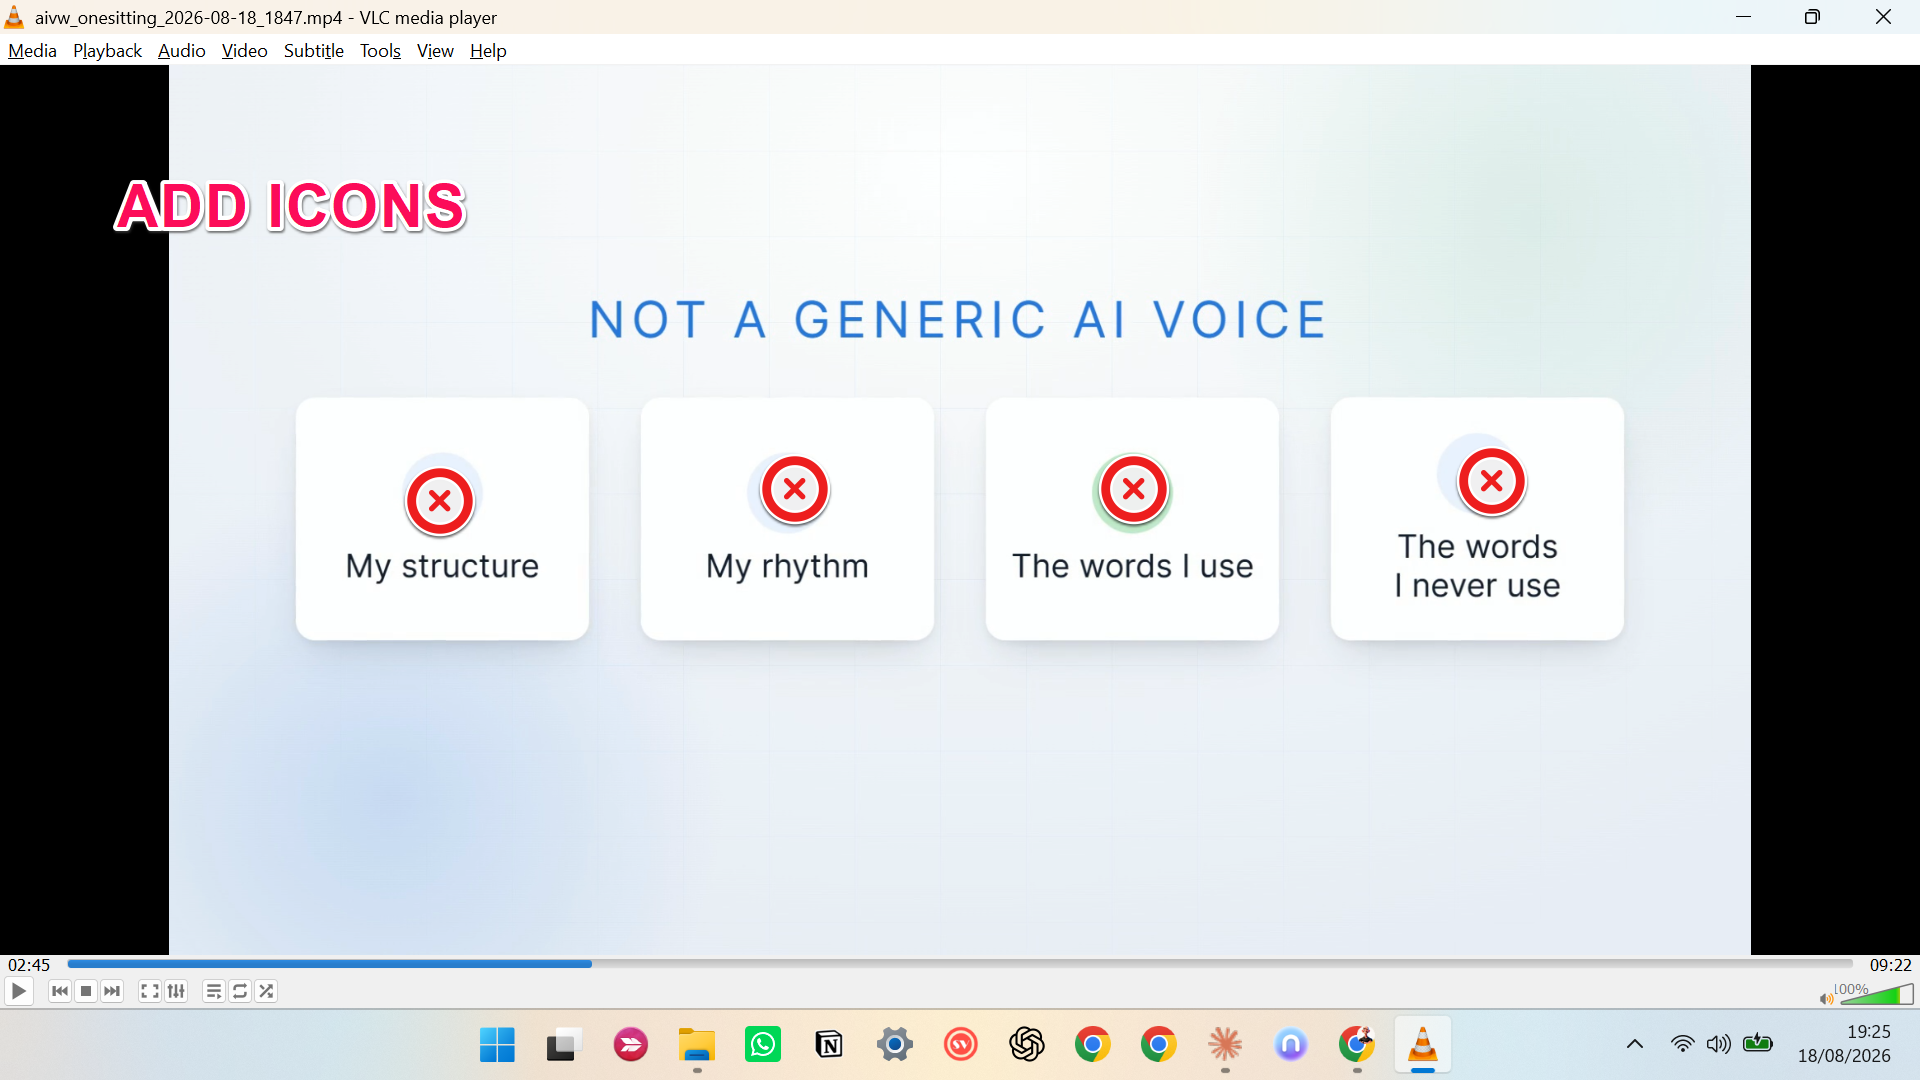 aivw_onesitting_2026-08-18_1847.mp4 - VLC media player
Media Playback Audio Video Subtitle Tools View Help
ADD ICONS
NOT A GENERIC AI VOICE
My structure
My rhythm
The words I use
The words
I never use
02:45
09:22
100%
19:25
18/08/2026